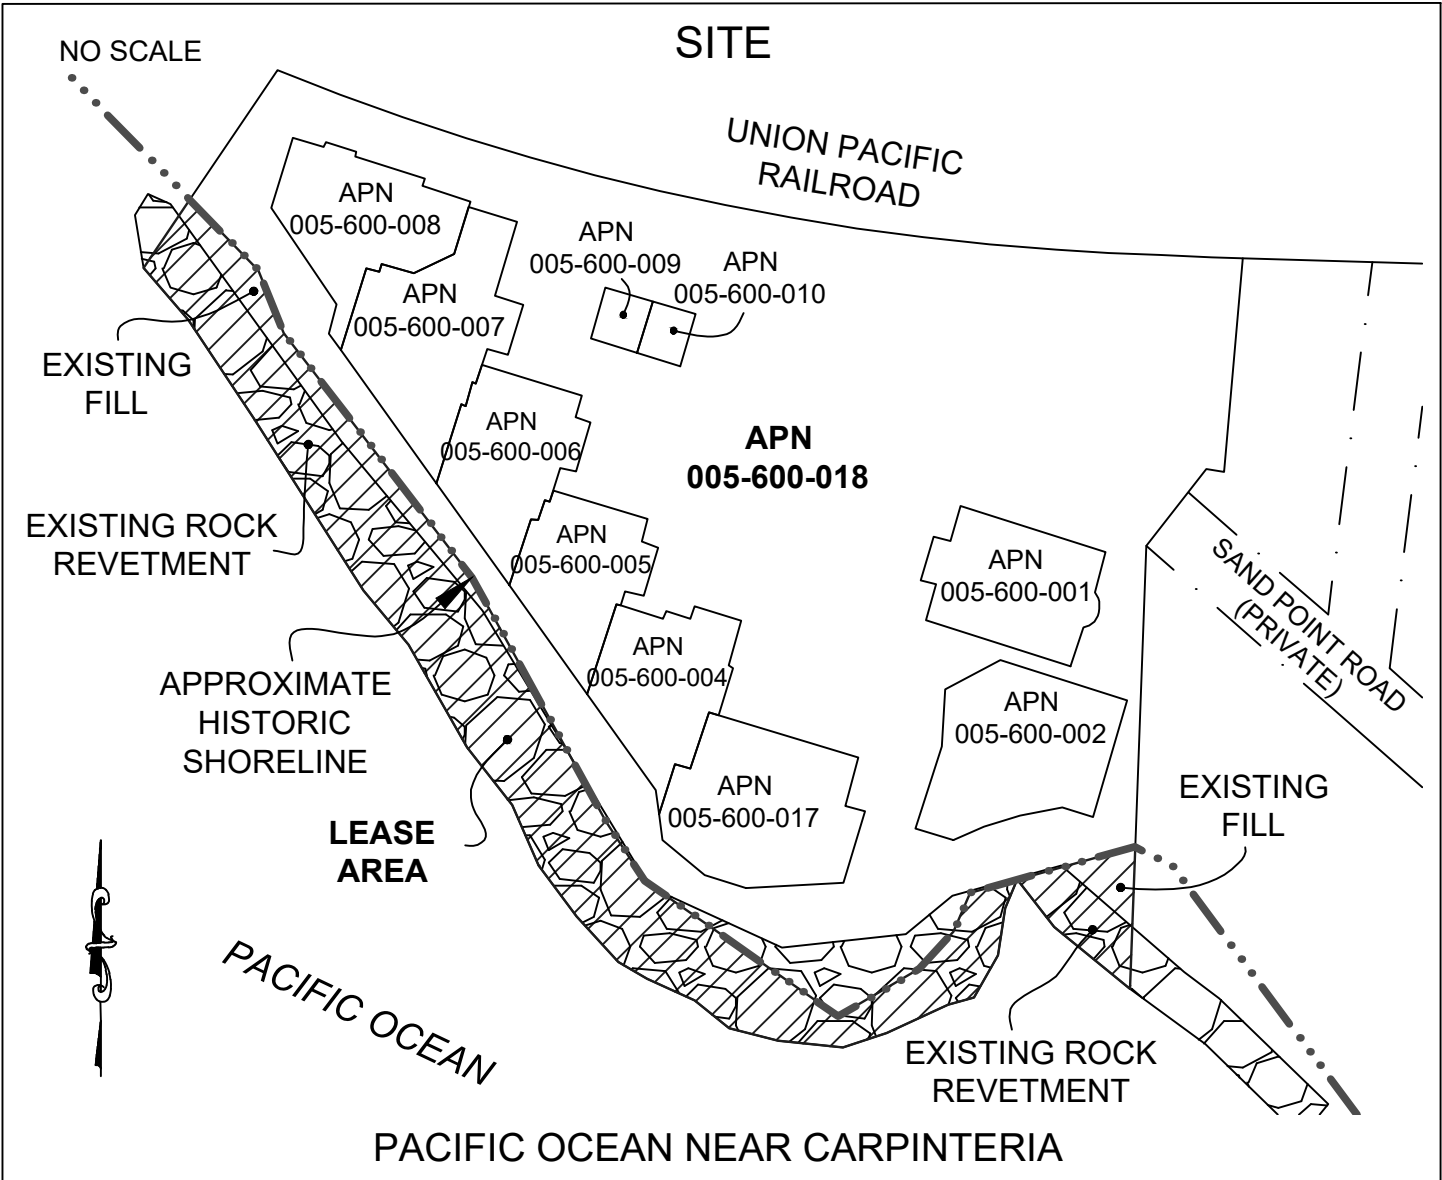 SITE
NO SCALE
UNION PACIFIC
RAILROAD
APN
005-600-008
APN
005-600-009
APN
005-600-010
APN
005-600-007
EXISTING
FILL
APN
005-600-006
APN
005-600-018
EXISTING ROCK
REVETMENT
APN
005-600-005
APN
005-600-001
SAND POINT ROAD
(PRIVATE)
APN
005-600-004
APPROXIMATE
HISTORIC
SHORELINE
APN
005-600-002
APN
005-600-017
EXISTING
FILL
LEASE
AREA
PACIFIC OCEAN
EXISTING ROCK
REVETMENT
PACIFIC OCEAN NEAR CARPINTERIA